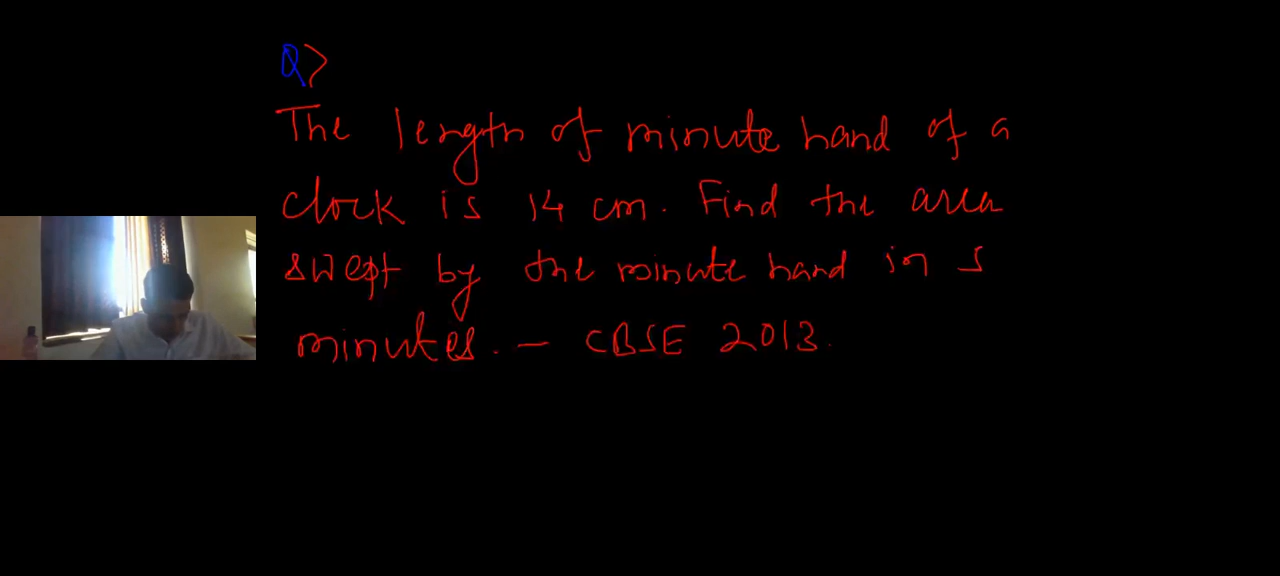 Q>
The length of minute hand of a
clock is 14 cm. Find the area
swept by the minute hand in 5
minutes. - CBSE 2013.